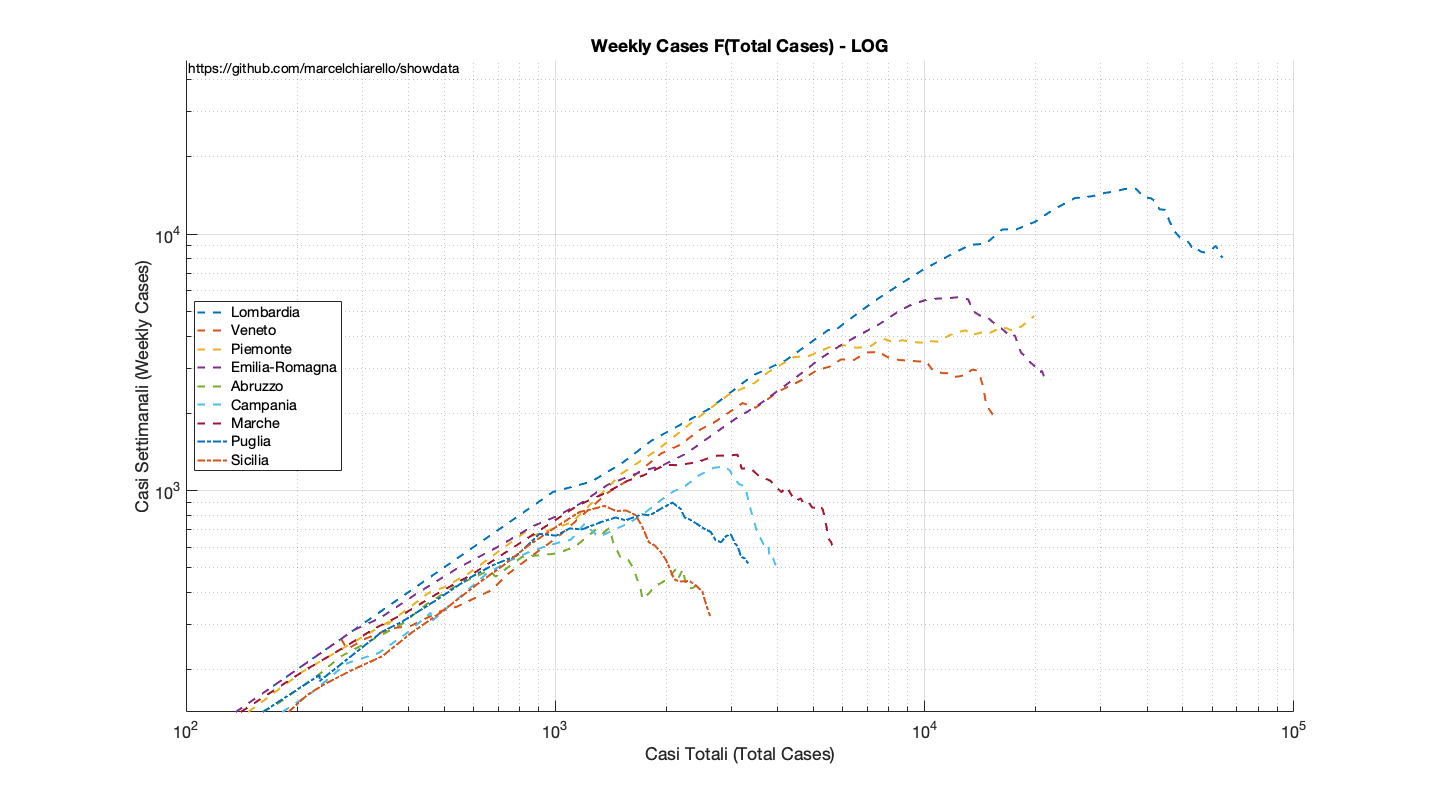 Weekly Cases F(Total Cases) - LOG
https://github.com/marcelchiarello/showdata
Casi Settimanali (Weekly Cases)
10^4
10^3
Lombardia
Veneto
Piemonte
Emilia-Romagna
Abruzzo
Campania
Marche
Puglia
Sicilia
10^2
10^3
10^4
10^5
Casi Totali (Total Cases)